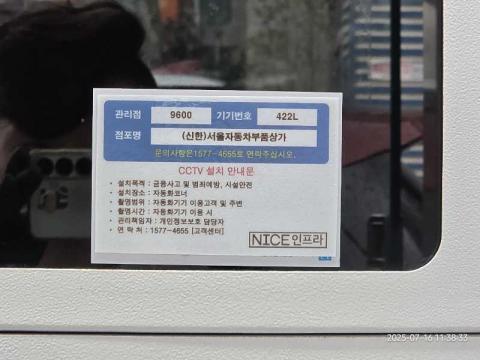 관리점 9600 기기번호 422L
점포명 (신한)서울자동차부품상가
문의사항은1577-4655로 연락주십시오.
CCTV 설치 안내문
• 설치목적 : 금융사고 및 범죄예방, 시설안전
• 설치장소 : 자동화코너
• 촬영범위 : 자동화기기 이용고객 및 주변
• 촬영시간 : 자동화기기 이용 시
• 관리책임자 : 개인정보보호 담당자
• 연 락 처 : 1577-4655 [고객센터]
NICE인프라
2025-07-16 11:38:33